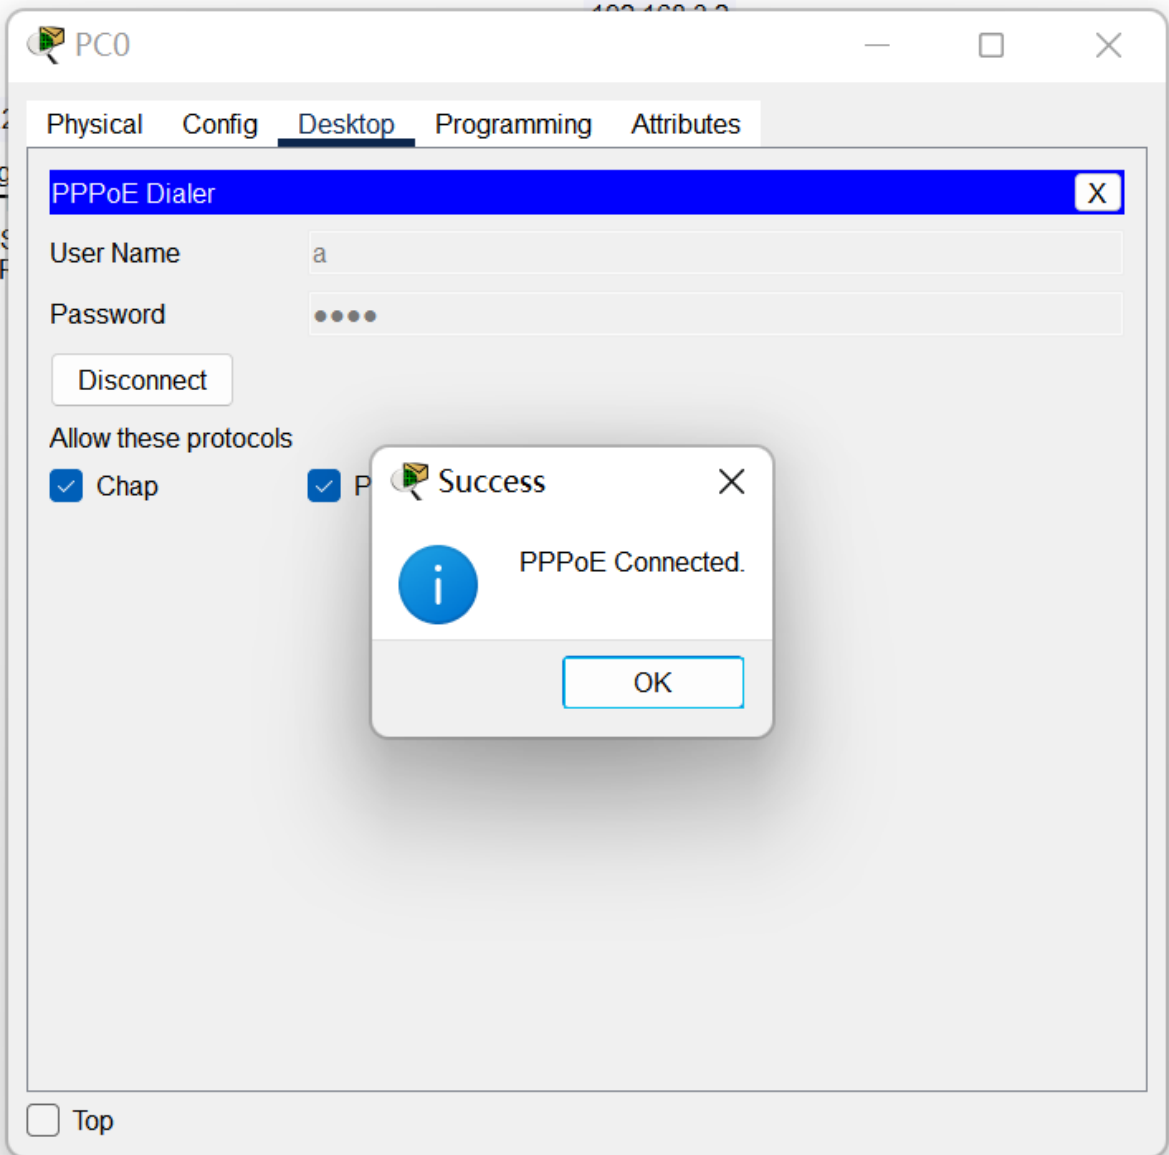 PC0
Physical Config Desktop Programming Attributes
PPPoE Dialer X
User Name a
Password ●●●●
Disconnect
Allow these protocols
Chap P
Success
PPPoE Connected.
OK
Top